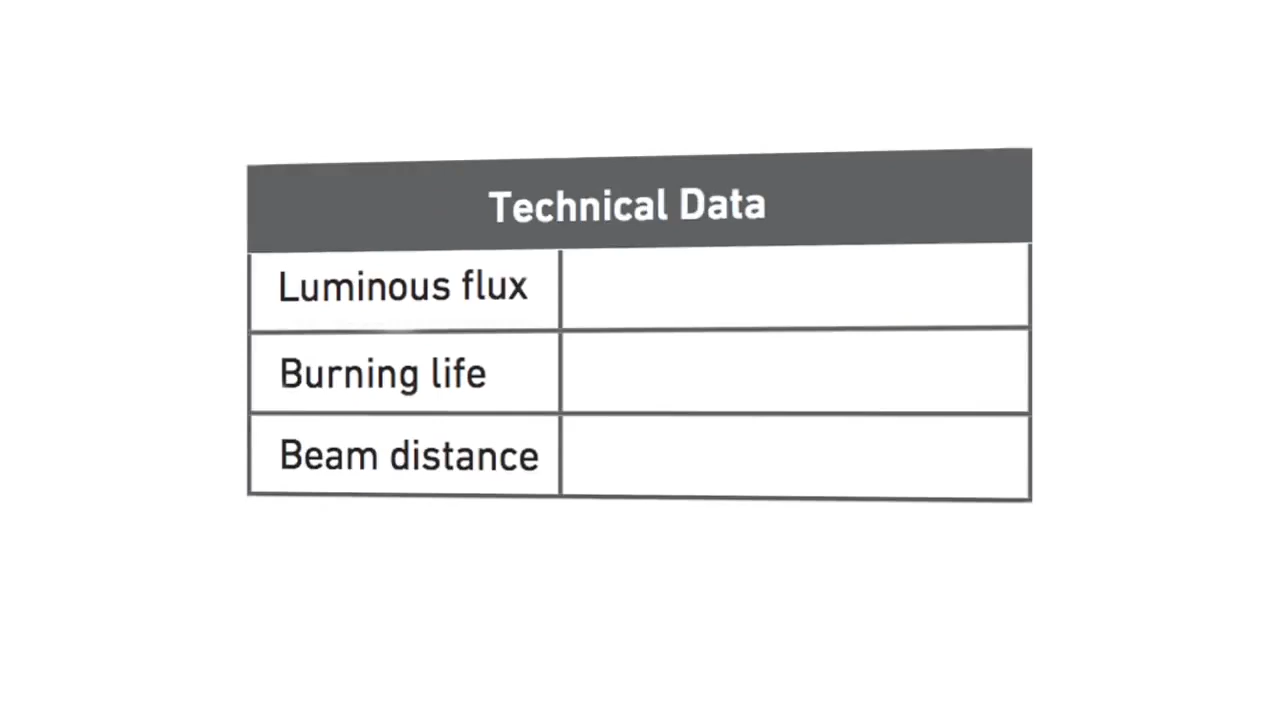 Technical Data
Luminous flux
Burning life
Beam distance